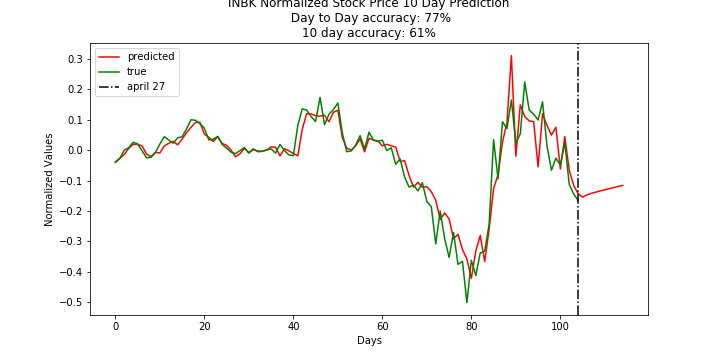 INBK Normalized Stock Price 10 Day Prediction
Day to Day accuracy: 77%
10 day accuracy: 61%
predicted
true
april 27
Normalized Values
0.3
0.2
0.1
0.0
−0.1
−0.2
−0.3
−0.4
−0.5
0 20 40 60 80 100
Days